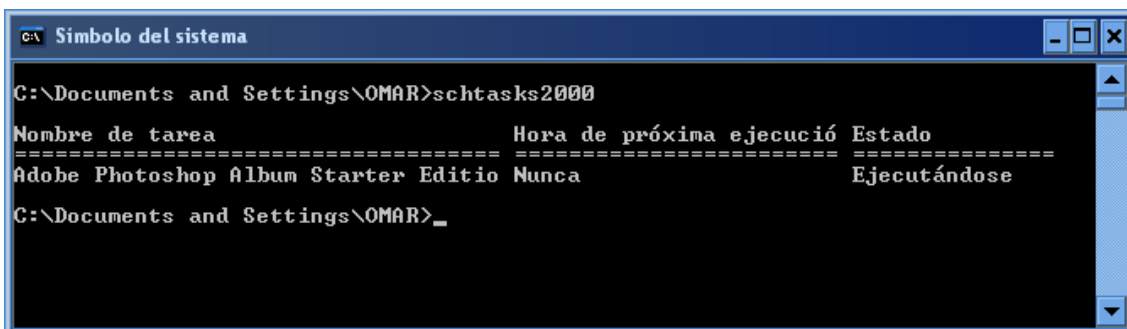 Símbolo del sistema
C:\Documents and Settings\OMAR>schtasks2000
Nombre de tarea Hora de próxima ejecució Estado
==================================== ======================== ===============
Adobe Photoshop Album Starter Editio Nunca Ejecutándose
C:\Documents and Settings\OMAR>_